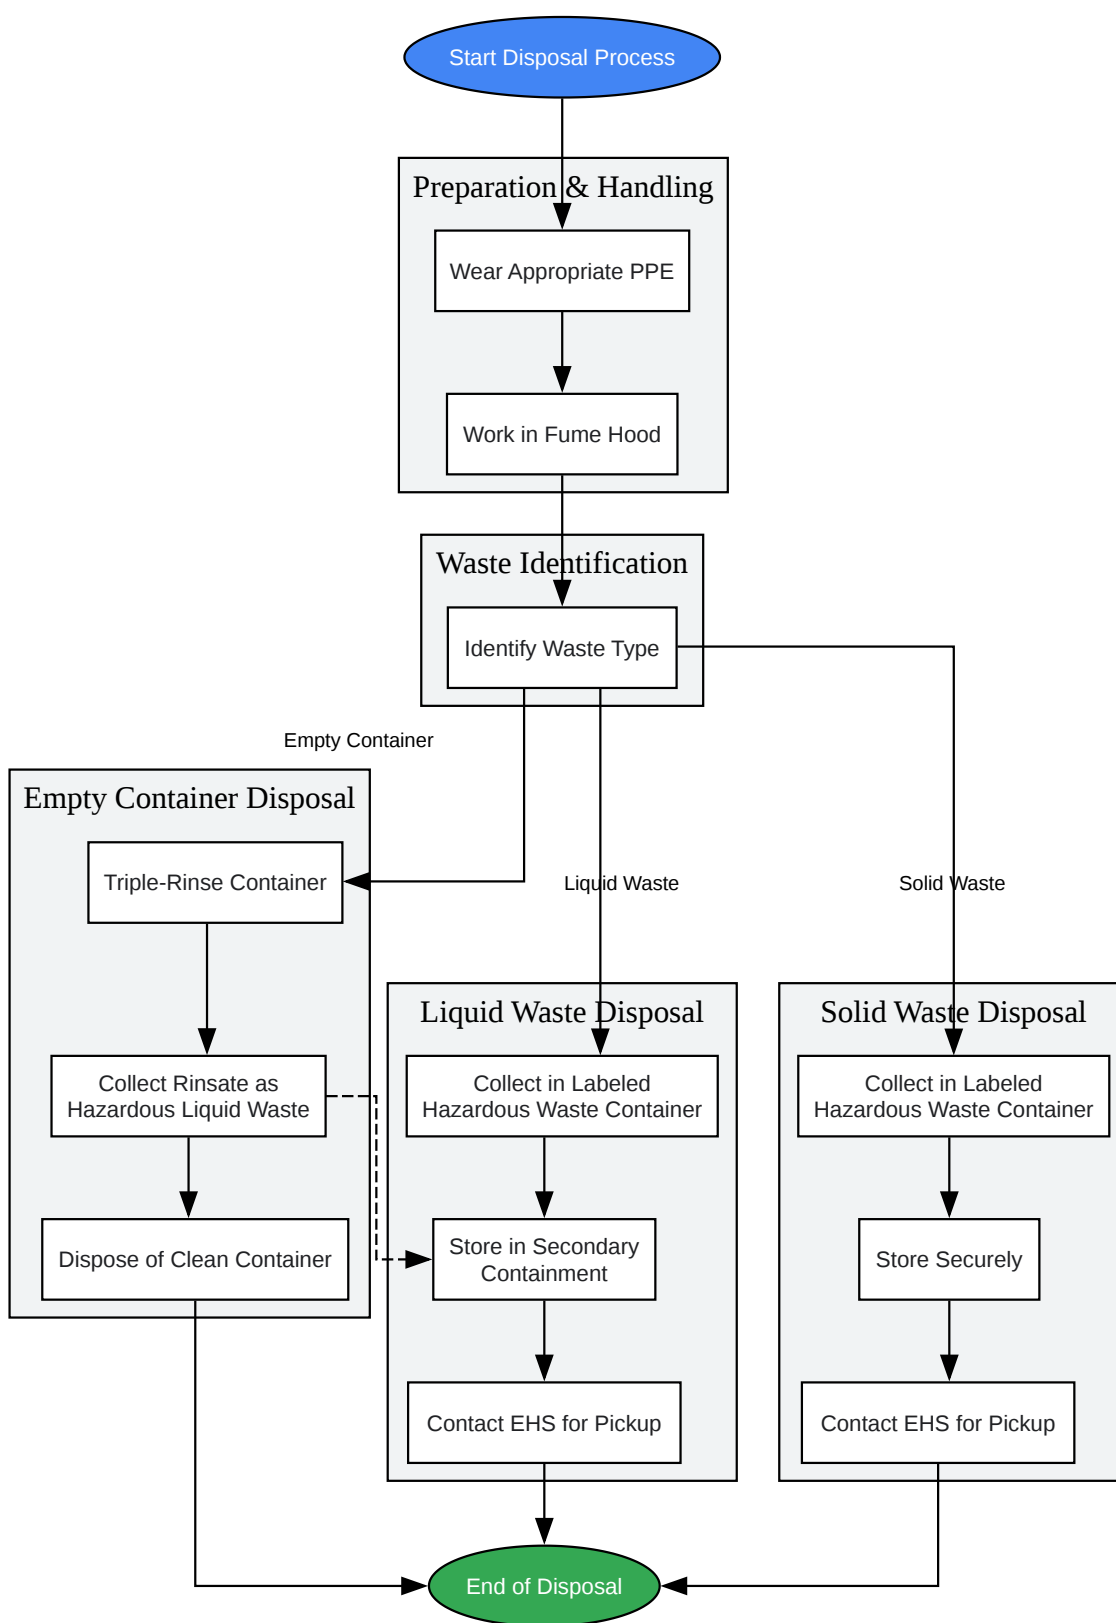 Start Disposal Process
Preparation & Handling
Wear Appropriate PPE
Work in Fume Hood
Waste Identification
Identify Waste Type
Empty Container
Empty Container Disposal
Triple-Rinse Container
Liquid Waste
Solid Waste
Collect Rinsate as
Hazardous Liquid Waste
Dispose of Clean Container
Liquid Waste Disposal
Collect in Labeled
Hazardous Waste Container
Store in Secondary
Containment
Contact EHS for Pickup
Solid Waste Disposal
Collect in Labeled
Hazardous Waste Container
Store Securely
Contact EHS for Pickup
End of Disposal